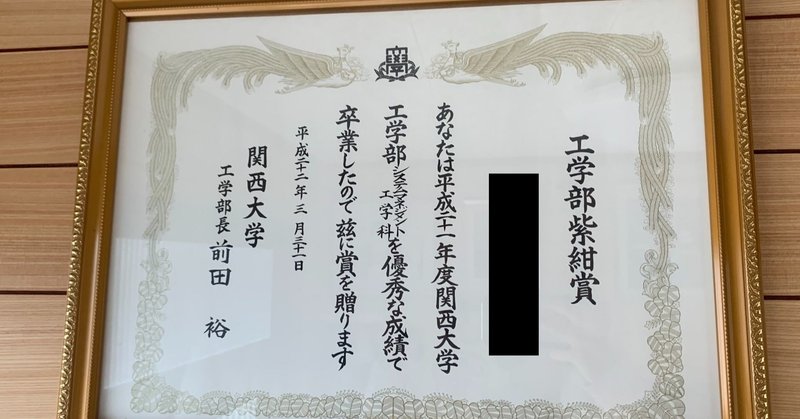 大學
工学部紫紺賞
あなたは平成二十一年度関西大学
工学部システムマネジメント工学科を優秀な成績で
卒業したので茲に賞を贈ります
平成二十二年三月三十一日
関西大学
工学部長 前田 裕